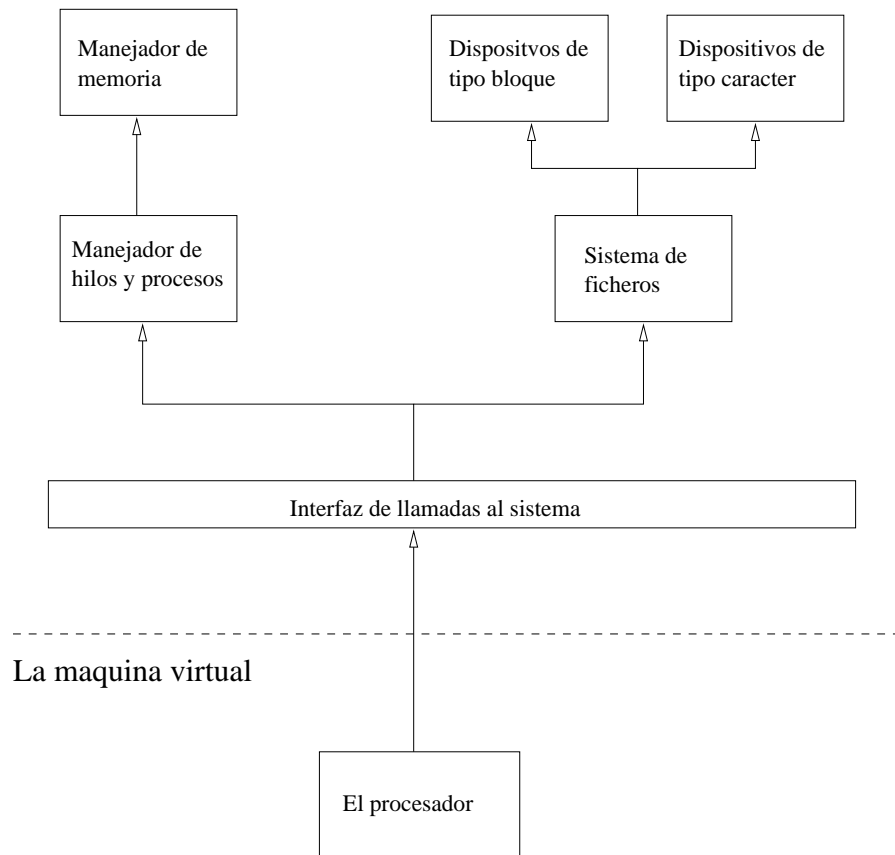 Manejador de
memoria
Dispositvos de
tipo bloque
Dispositivos de
tipo caracter
Manejador de
hilos y procesos
Sistema de
ficheros
Interfaz de llamadas al sistema
La maquina virtual
El procesador